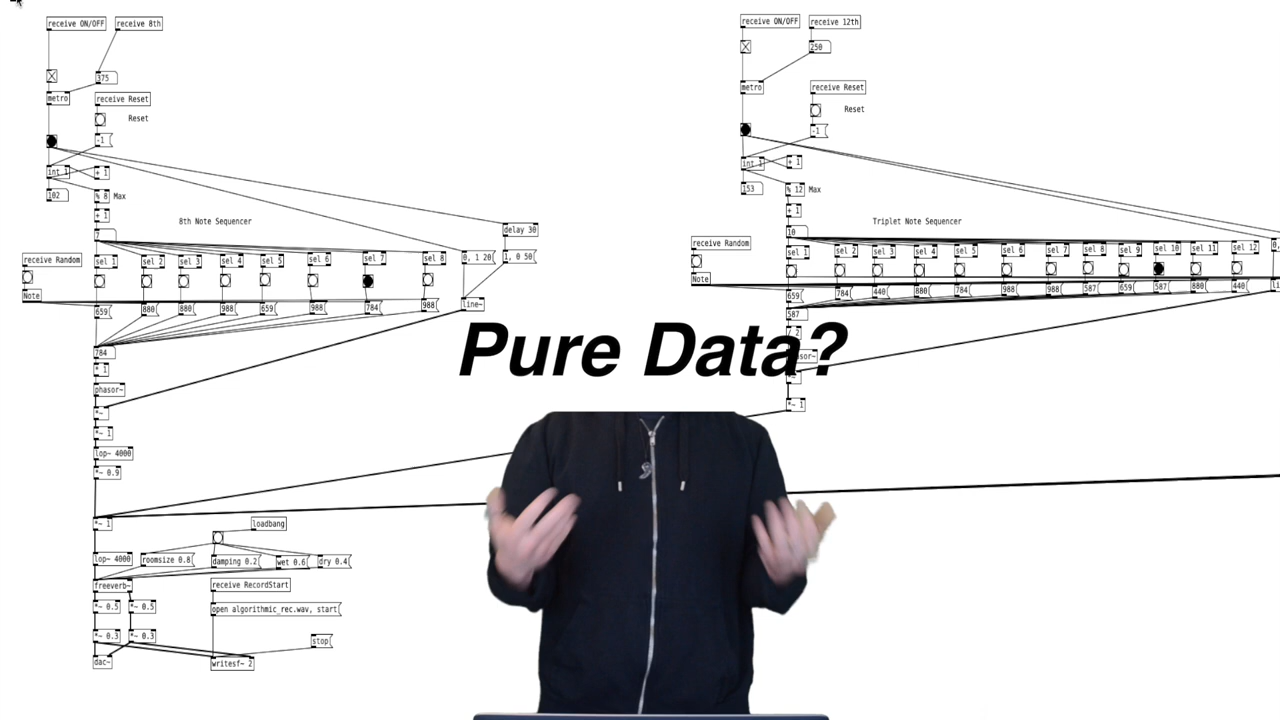 receive ON/OFF receive 8th
375
metro
receive Reset
Reset
-1
int 1 + 1
102
% 8 Max
+ 1
8th Note Sequencer
7
delay 30
receive Random
sel 1 sel 2 sel 3 sel 4 sel 5 sel 6 sel 7 sel 8 0, 1 20 1, 0 50
Note
659 880 880 988 659 988 784 988 line~
784
* 1
phasor~
*~
*~ 1
lop~ 4000
*~ 0.9
*~ 1
loadbang
lop~ 4000 roomsize 0.8 damping 0.2 wet 0.6 dry 0.4
freeverb~
receive RecordStart
*~ 0.5 *~ 0.5
open algorithmic_rec.wav, start
*~ 0.3 *~ 0.3
stop
dac~
writesf~ 2
receive ON/OFF receive 12th
250
metro
receive Reset
Reset
-1
int 1 + 1
153
% 12 Max
+ 1
Triplet Note Sequencer
10
receive Random
sel 1 sel 2 sel 3 sel 4 sel 5 sel 6 sel 7 sel 8 sel 9 sel 10 sel 11 sel 12
Note
659 784 440 880 784 988 988 587 659 587 880 440
587
*~ 1
Pure Data?